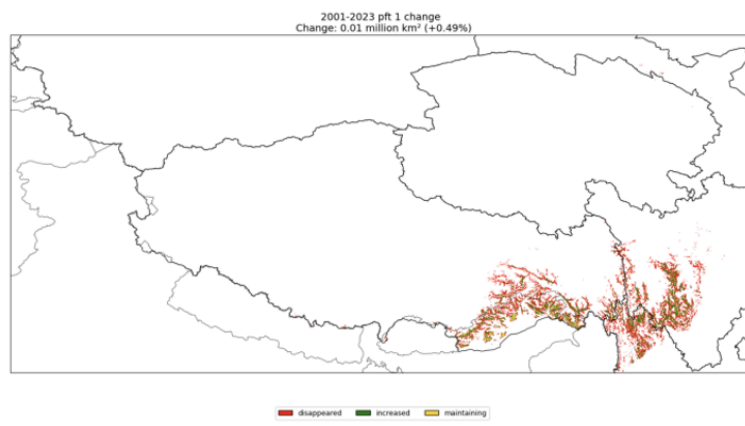 2001-2023 pft 1 change
Change: 0.01 million km² (+0.49%)
disappeared
increased
maintaining